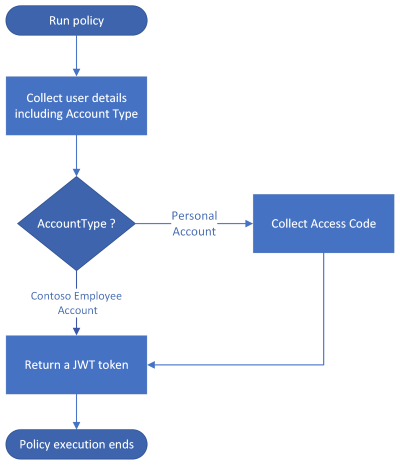 Run policy
Collect user details
including Account Type
AccountType ?
Personal
Account
Collect Access Code
Contoso Employee
Account
Return a JWT token
Policy execution ends